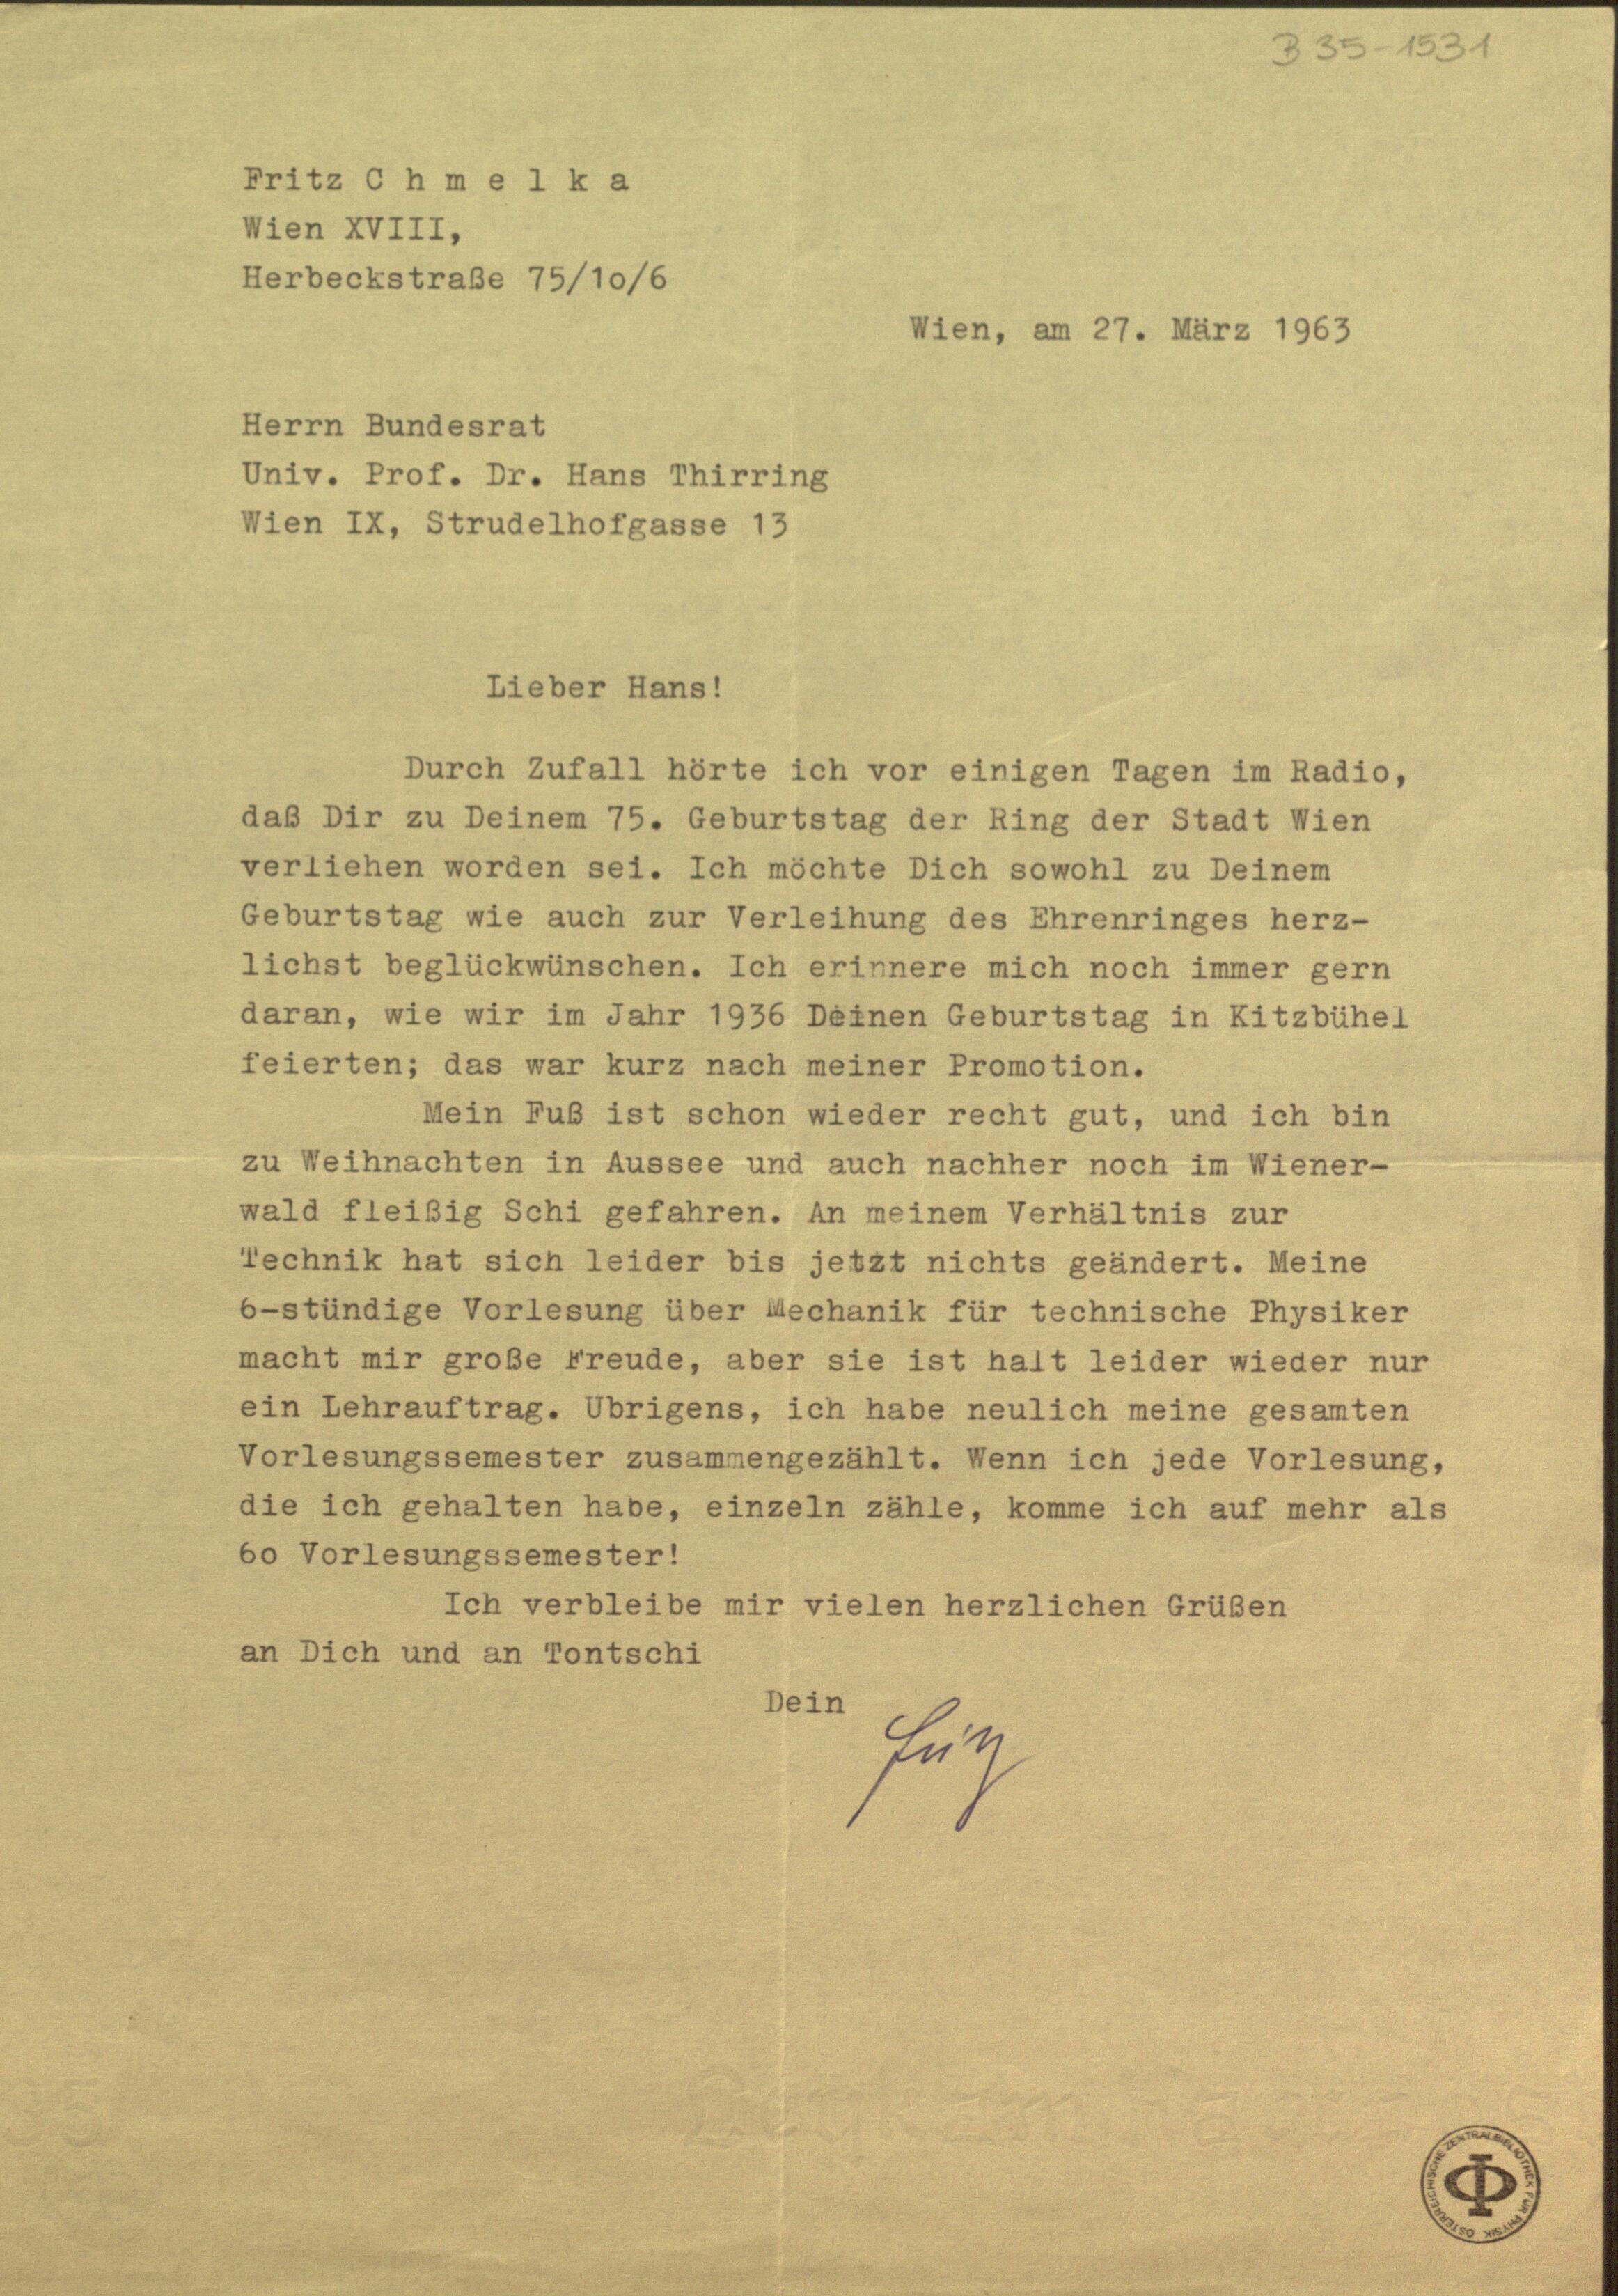 B 35-1531
Fritz C h m e l k a
Wien XVIII,
Herbeckstraße 75/1o/6
Wien, am 27. März 1963
Herrn Bundesrat
Univ. Prof. Dr. Hans Thirring
Wien IX, Strudelhofgasse 13
Lieber Hans!
Durch Zufall hörte ich vor einigen Tagen im Radio,
daß Dir zu Deinem 75. Geburtstag der Ring der Stadt Wien
verliehen worden sei. Ich möchte Dich sowohl zu Deinem
Geburtstag wie auch zur Verleihung des Ehrenringes herz-
lichst beglückwünschen. Ich erinnere mich noch immer gern
daran, wie wir im Jahr 1936 Deinen Geburtstag in Kitzbühel
feierten; das war kurz nach meiner Promotion.
Mein Fuß ist schon wieder recht gut, und ich bin
zu Weihnachten in Aussee und auch nachher noch im Wiener-
wald fleißig Schi gefahren. An meinem Verhältnis zur
Technik hat sich leider bis jetzt nichts geändert. Meine
6-stündige Vorlesung über Mechanik für technische Physiker
macht mir große Freude, aber sie ist halt leider wieder nur
ein Lehrauftrag. Übrigens, ich habe neulich meine gesamten
Vorlesungssemester zusammengezählt. Wenn ich jede Vorlesung,
die ich gehalten habe, einzeln zähle, komme ich auf mehr als
6o Vorlesungssemester!
Ich verbleibe mir vielen herzlichen Grüßen
an Dich und an Tontschi
Dein
Fritz
ÖSTERREICHISCHE ZENTRALBIBLIOTHEK FÜR PHYSIK
Φ